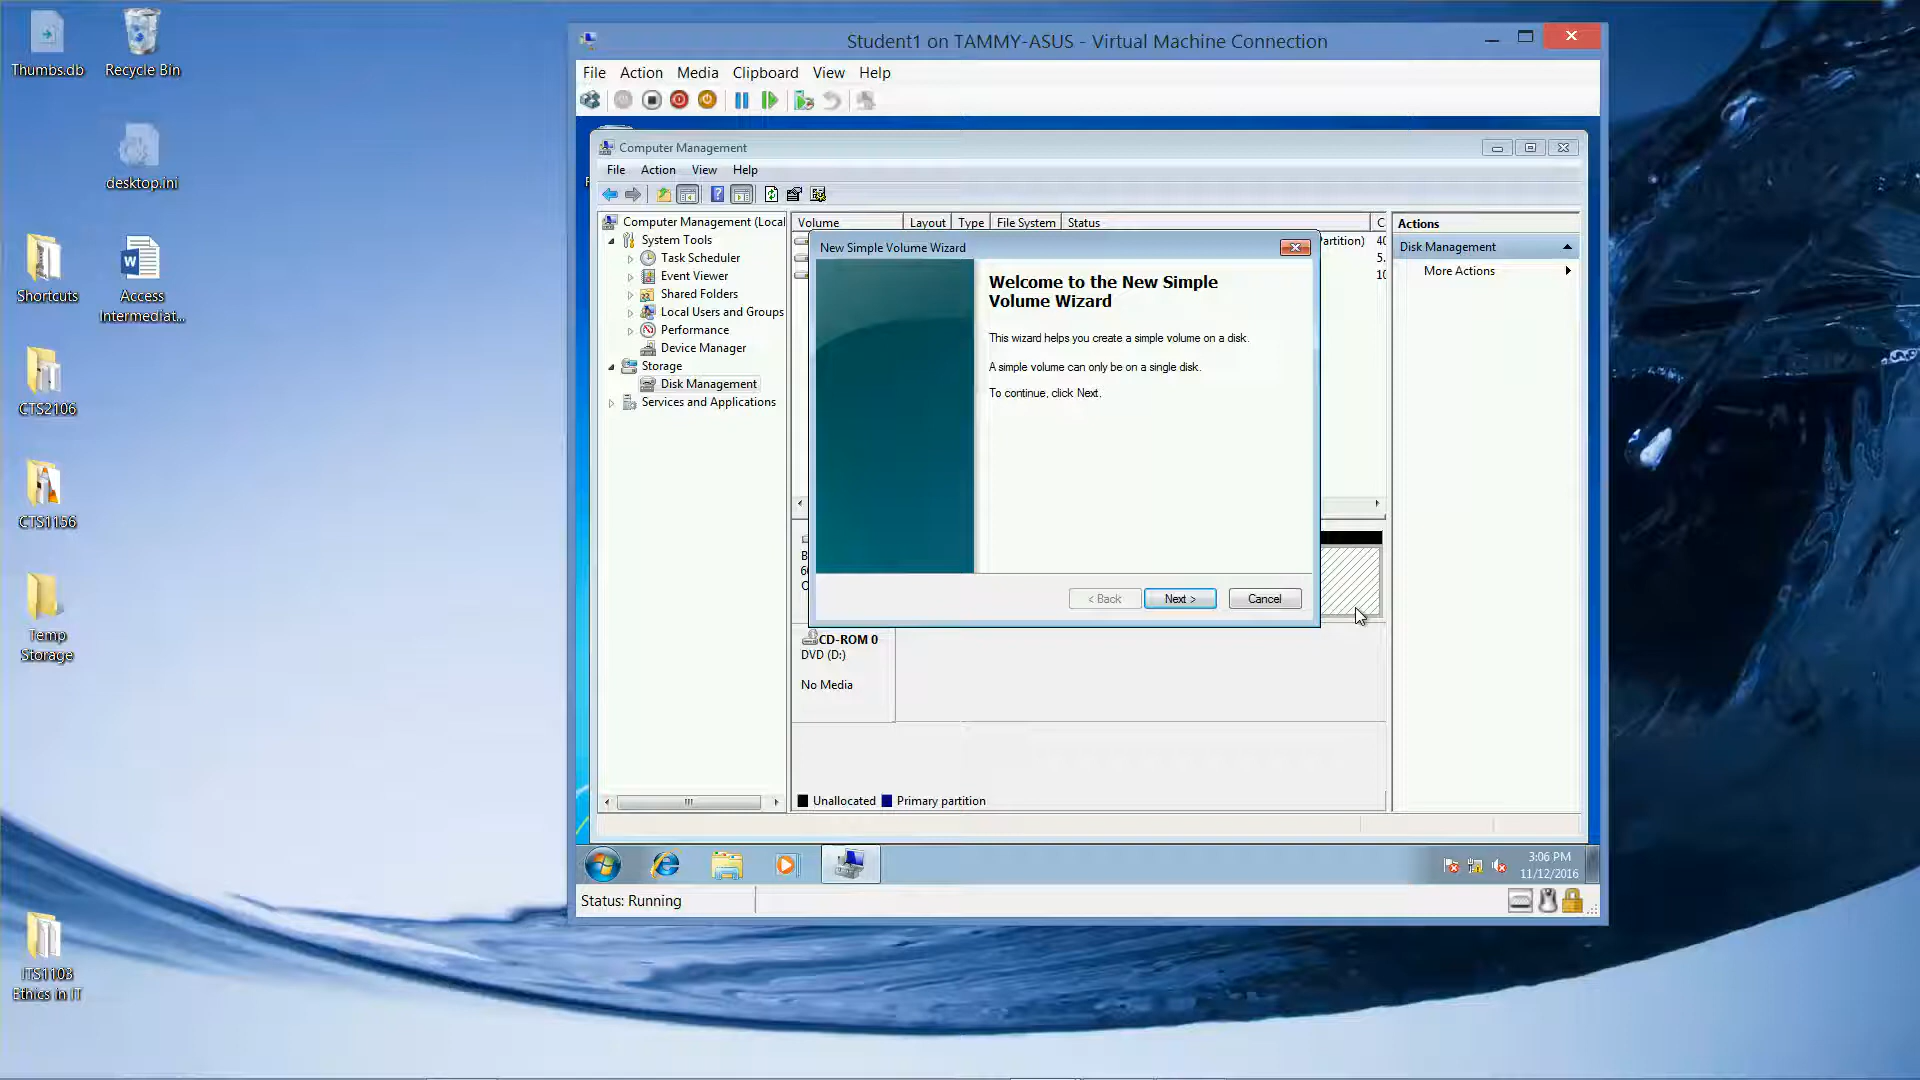 Thumbs.db
Recycle Bin
desktop.ini
Shortcuts
Access
Intermediat...
CTS2106
CTS1156
Temp
Storage
ITS1103
Ethics in IT
Student1 on TAMMY-ASUS - Virtual Machine Connection
File Action Media Clipboard View Help
Computer Management
File Action View Help
Computer Management (Local
System Tools
Task Scheduler
Event Viewer
Shared Folders
Local Users and Groups
Performance
Device Manager
Storage
Disk Management
Services and Applications
Volume Layout Type File System Status C
Partition) 40
5.
10
New Simple Volume Wizard
Welcome to the New Simple
Volume Wizard
This wizard helps you create a simple volume on a disk.
A simple volume can only be on a single disk.
To continue, click Next.
< Back Next > Cancel
CD-ROM 0
DVD (D:)
No Media
Unallocated Primary partition
Actions
Disk Management
More Actions
3:06 PM
11/12/2016
Status: Running